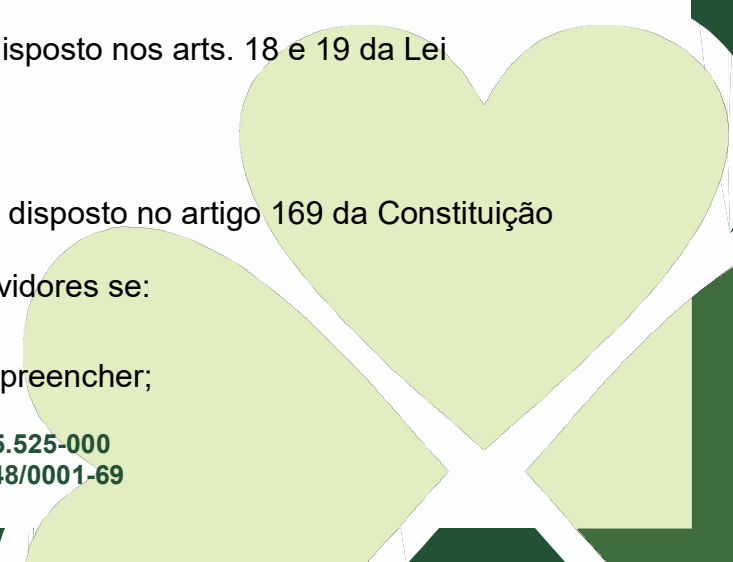 isposto nos arts. 18 e 19 da Lei
disposto no artigo 169 da Constituição
vidores se:
preencher;
5.525-000
48/0001-69